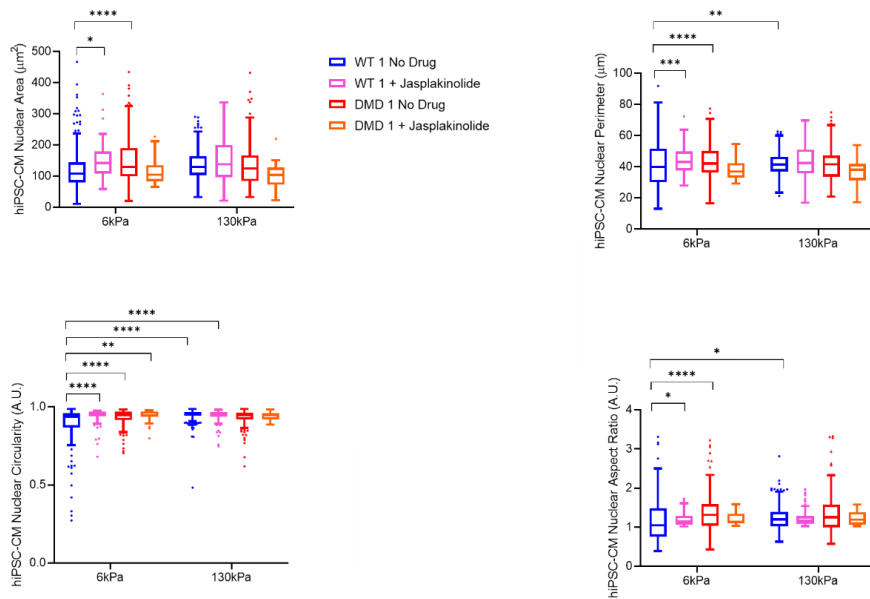 ****
*
hiPSC-CM Nuclear Area (μm²)
500
400
300
200
100
0
6kPa
130kPa
WT 1 No Drug
WT 1 + Jasplakinolide
DMD 1 No Drug
DMD 1 + Jasplakinolide
**
****
***
hiPSC-CM Nuclear Perimeter (μm)
100
80
60
40
20
0
6kPa
130kPa
****
****
**
****
****
hiPSC-CM Nuclear Circularity (A.U.)
1.0
0.5
0.0
6kPa
130kPa
*
****
*
hiPSC-CM Nuclear Aspect Ratio (A.U.)
4
3
2
1
0
6kPa
130kPa